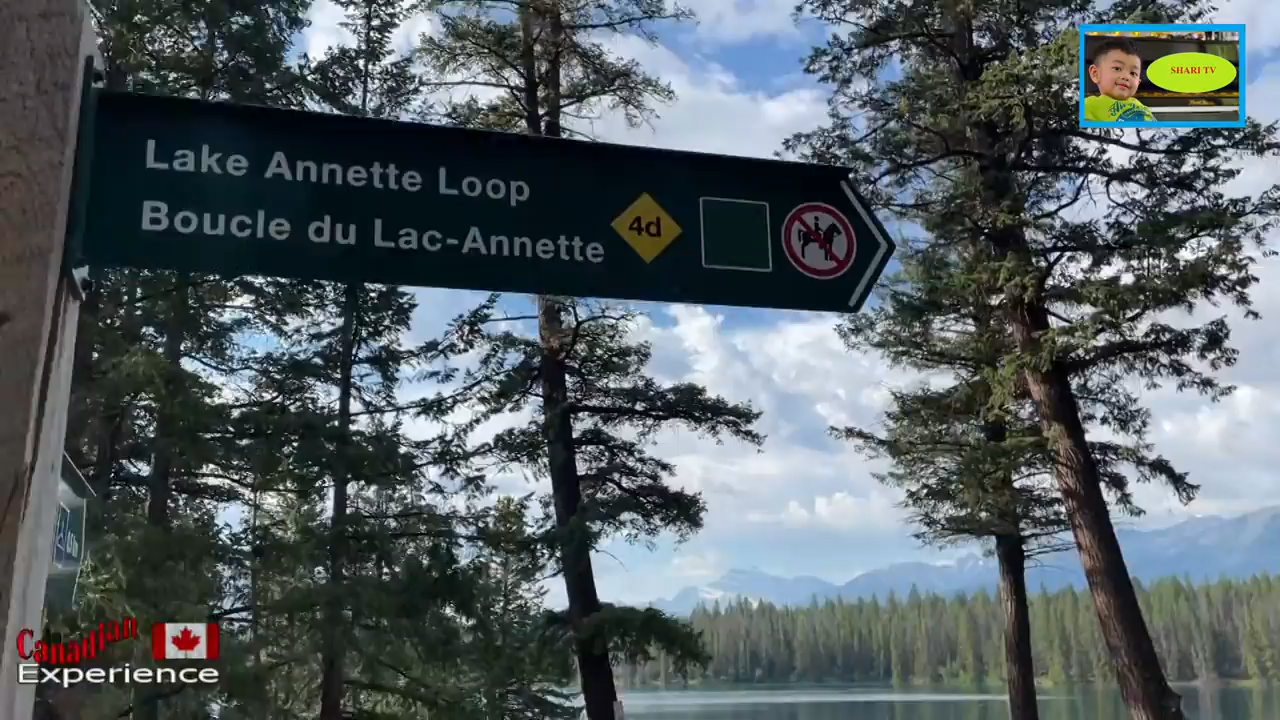 Lake Annette Loop
Boucle du Lac-Annette
4d
SHARI TV
Canadian
Experience